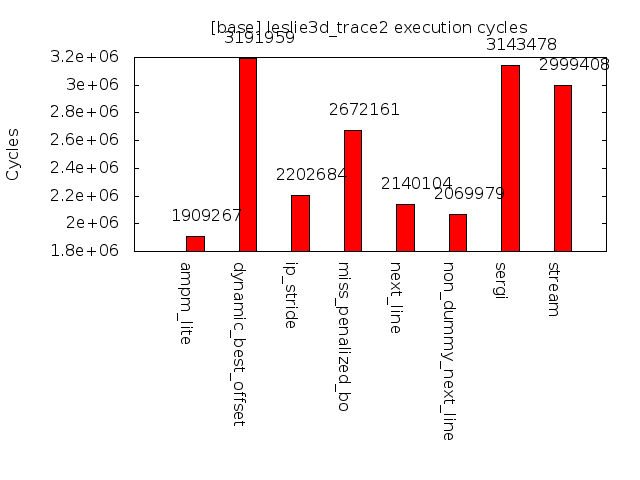 [base] leslie3d_trace2 execution cycles
3191959
3143478
2999408
2672161
2202684
2140104
2069979
1909267
3.2e+06
3e+06
2.8e+06
2.6e+06
2.4e+06
2.2e+06
2e+06
1.8e+06
Cycles
ampm_lite
dynamic_best_offset
ip_stride
miss_penalized_bo
next_line
non_dummy_next_line
sergi
stream